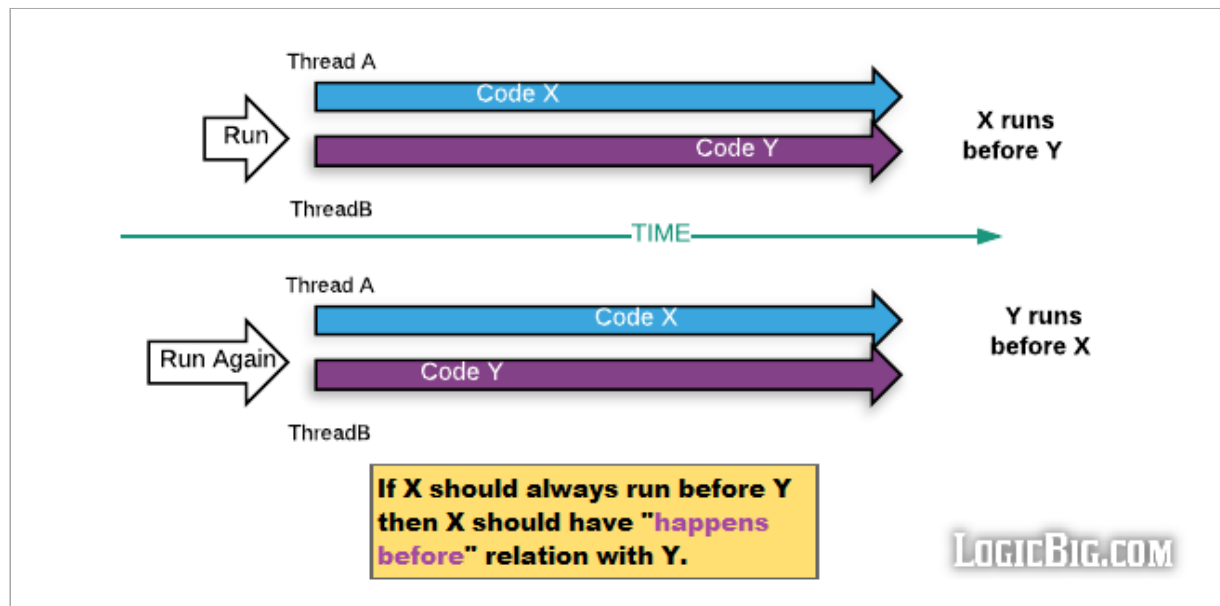 Thread A
Code X
Run
Code Y
X runs
before Y
ThreadB
TIME
Thread A
Code X
Run Again
Code Y
Y runs
before X
ThreadB
If X should always run before Y
then X should have "happens
before" relation with Y.
LOGICBIG.COM